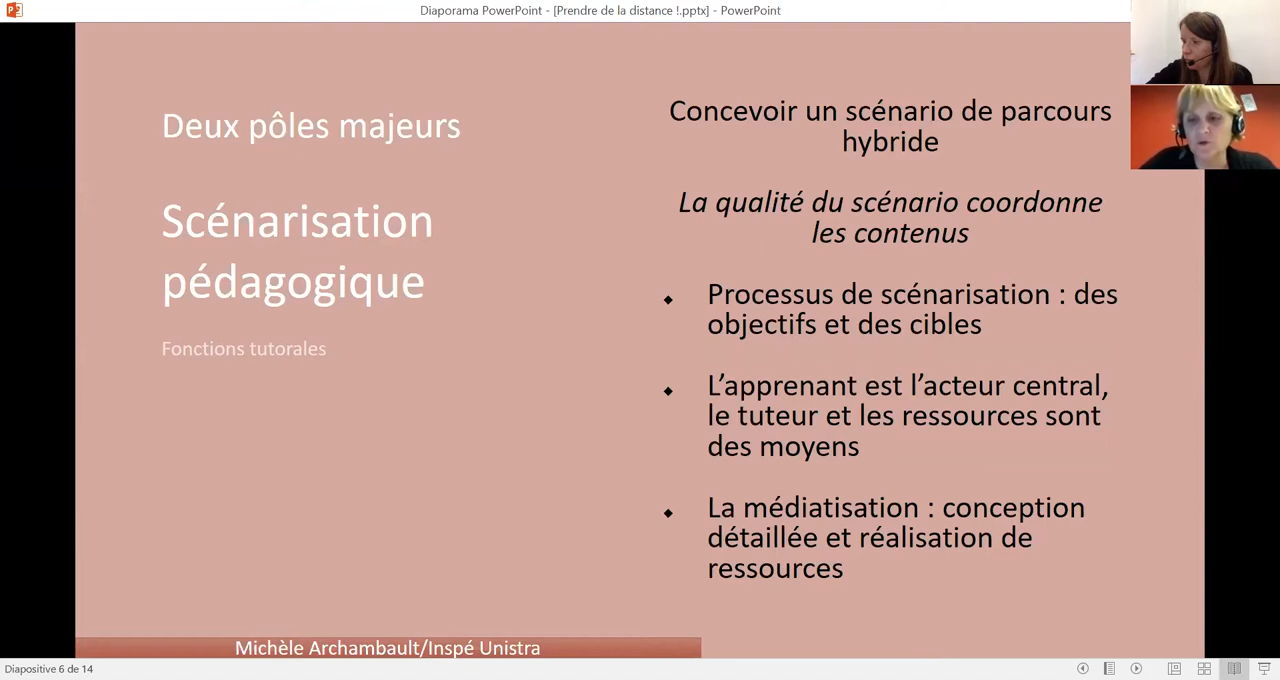 Diaporama PowerPoint - [Prendre de la distance !.pptx] - PowerPoint
Deux pôles majeurs
Scénarisation
pédagogique
Fonctions tutorales
Concevoir un scénario de parcours
hybride
La qualité du scénario coordonne
les contenus
Processus de scénarisation : des
objectifs et des cibles
L’apprenant est l’acteur central,
le tuteur et les ressources sont
des moyens
La médiatisation : conception
détaillée et réalisation de
ressources
Michèle Archambault/Inspé Unistra
Diapositive 6 de 14